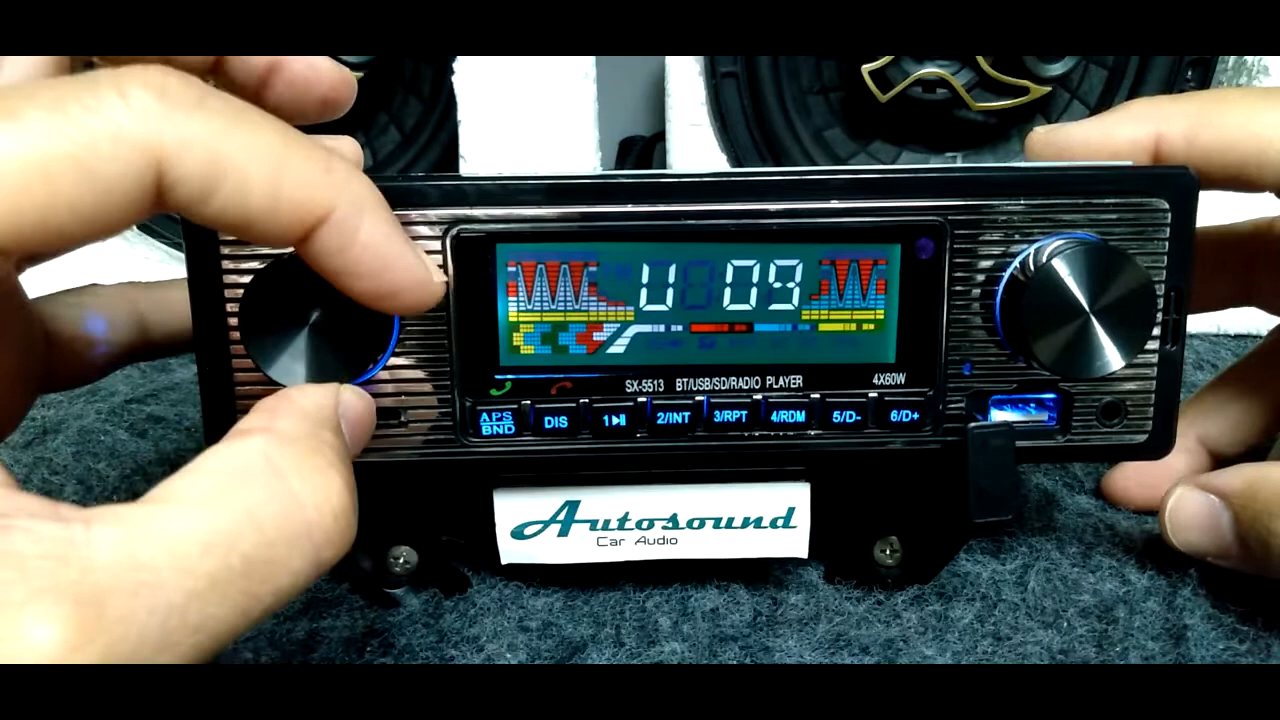 U 09
SX-5513 BT/USB/SD/RADIO PLAYER 4X60W
APS
BND
DIS
1
2/INT
3/RPT
4/RDM
5/D-
6/D+
Autosound
Car Audio